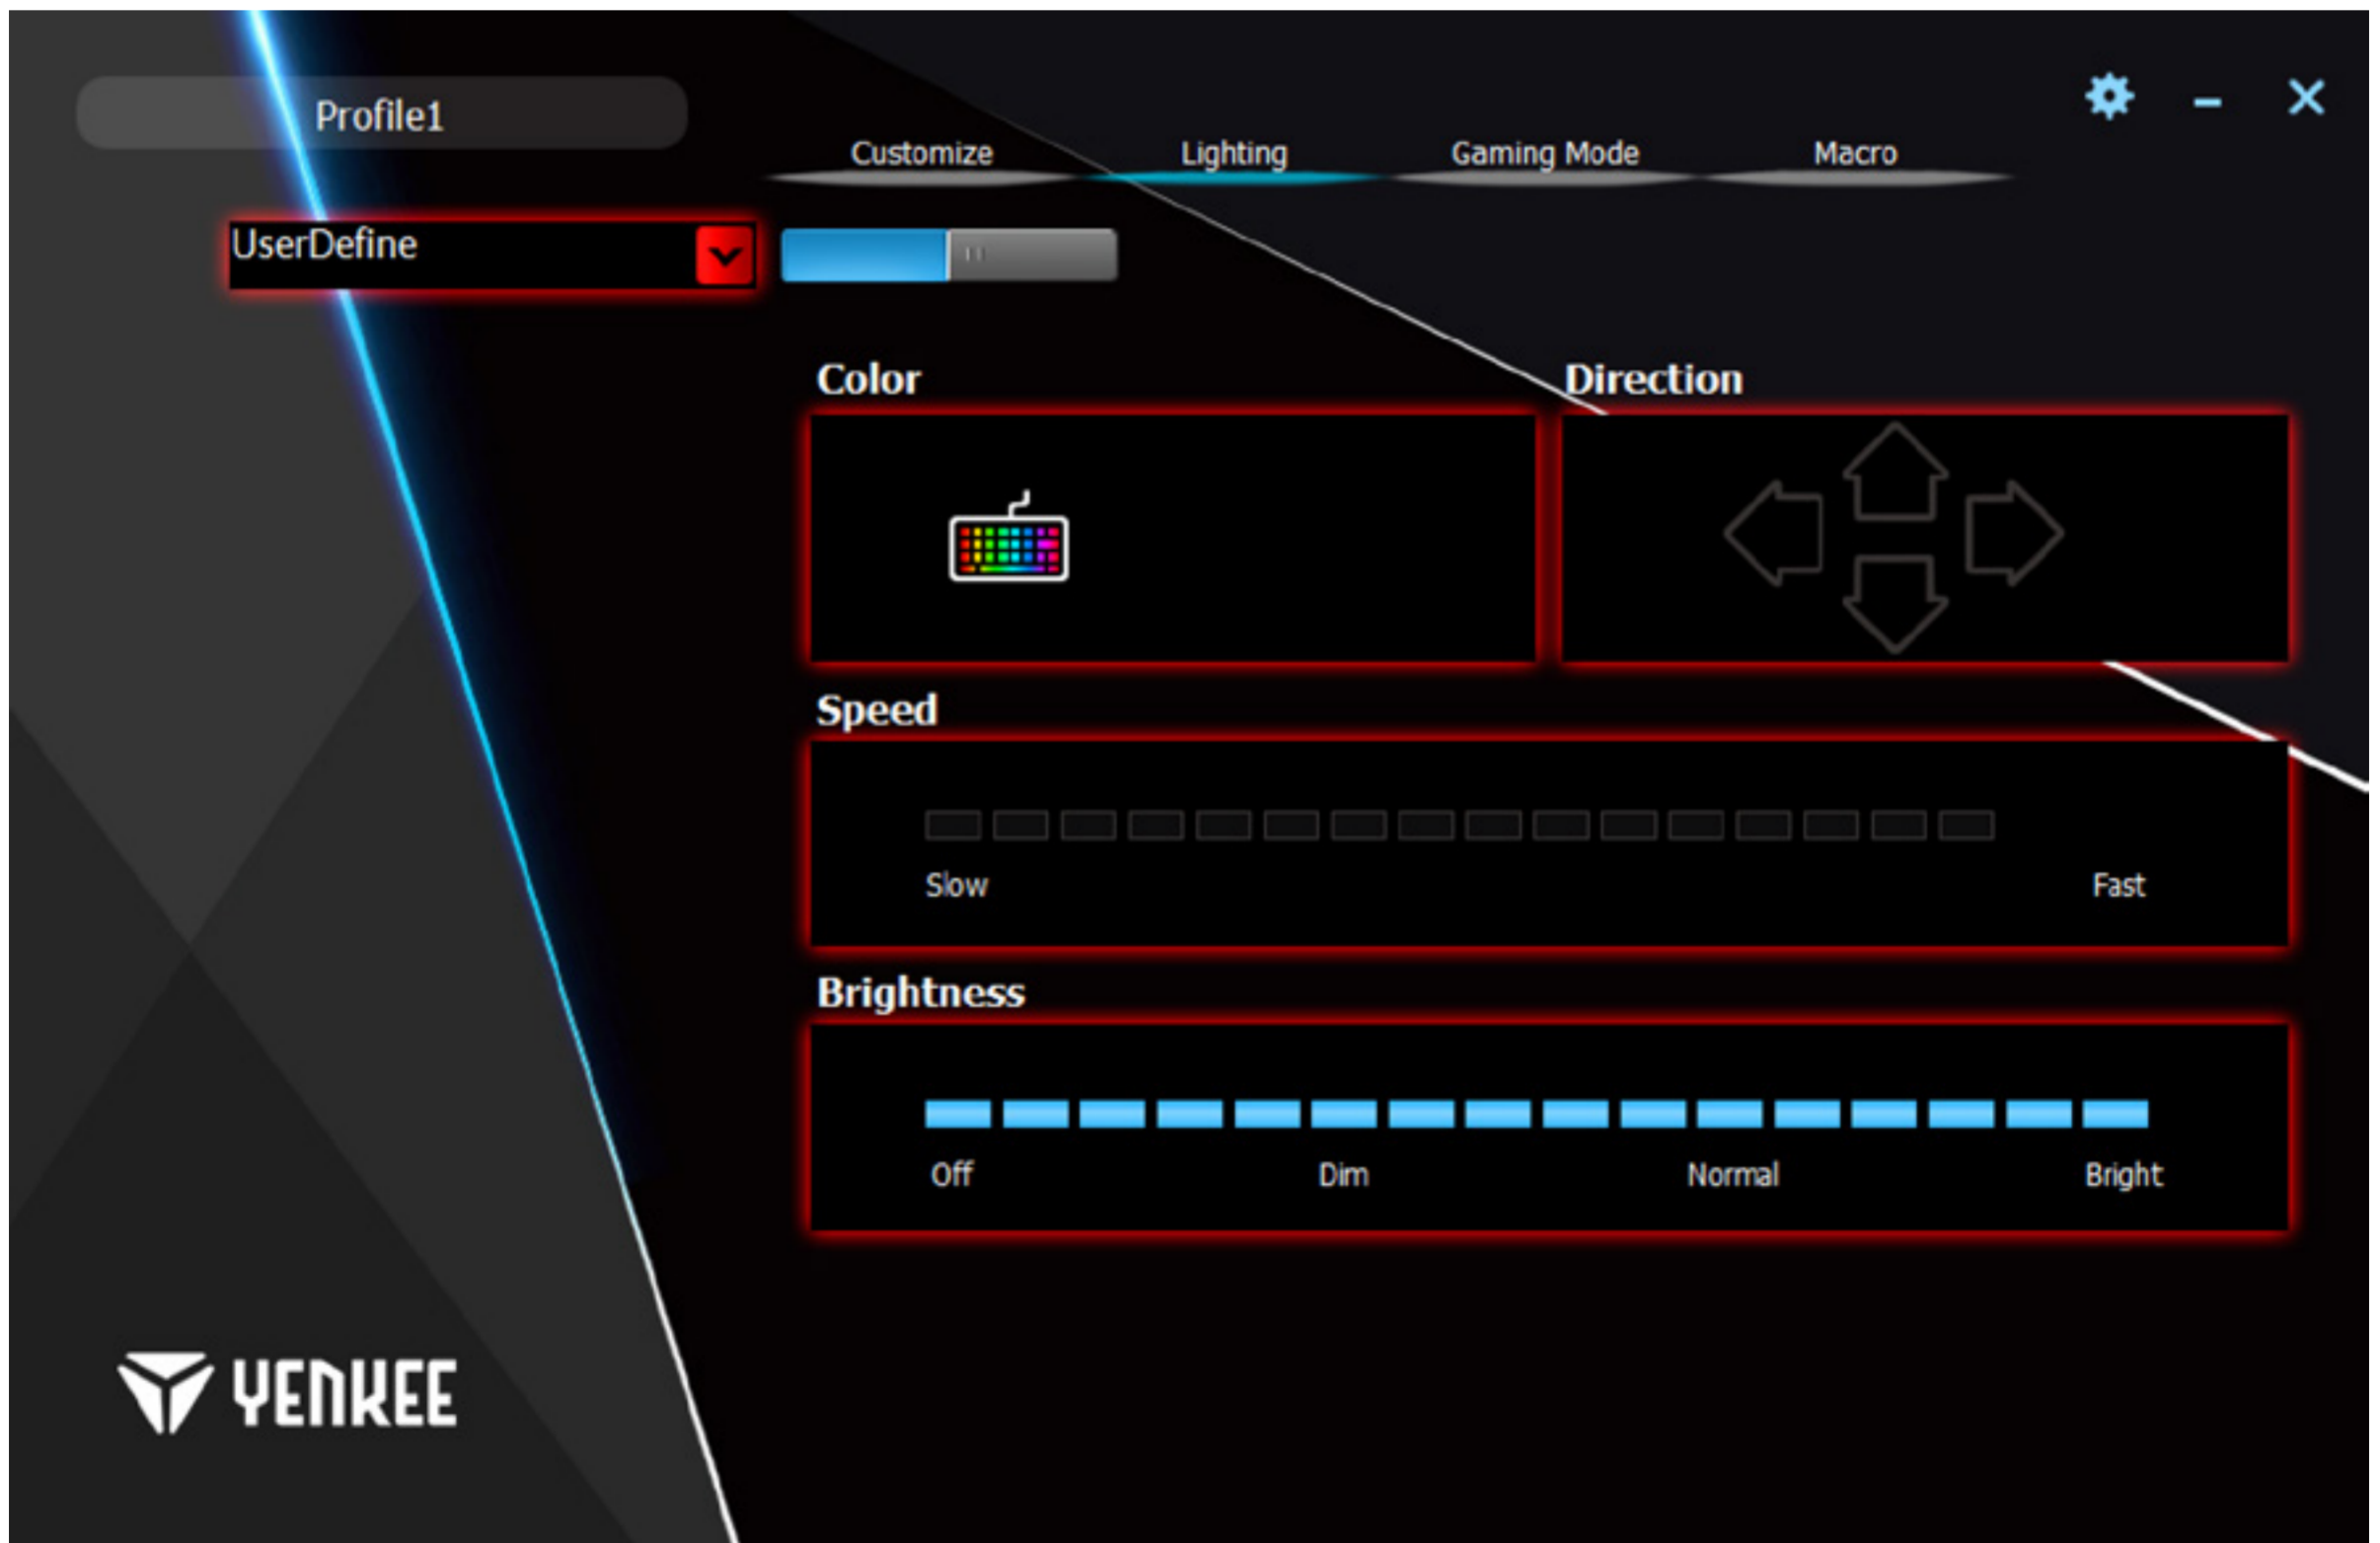 Profile1
Customize
Lighting
Gaming Mode
Macro
UserDefine
Color
Direction
Speed
Slow
Fast
Brightness
Off
Dim
Normal
Bright
YENKEE